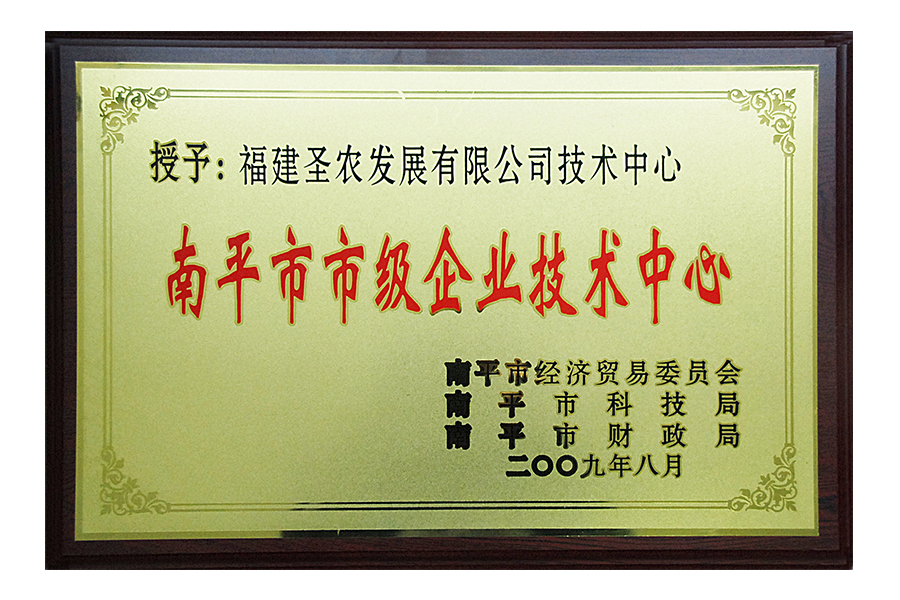 授予：福建圣农发展有限公司技术中心
南平市市级企业技术中心
南平市经济贸易委员会
南平市科技局
南平市财政局
二〇〇九年八月